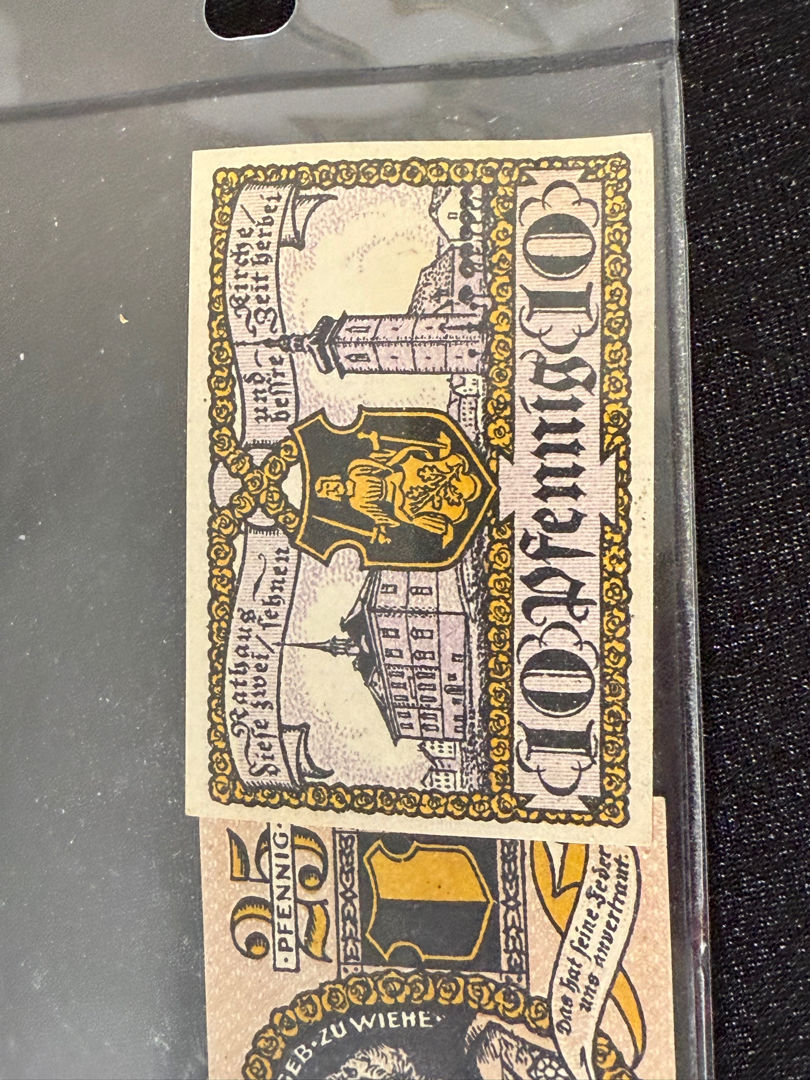 Rathaus
Diese zwei / sehnen
und Kirche /
bessre Zeit herbei
10 Pfennig 10
25
·PFENNIG·
GEB·ZU WIEHE·
Das hat seine Feder
uns anvertraut.